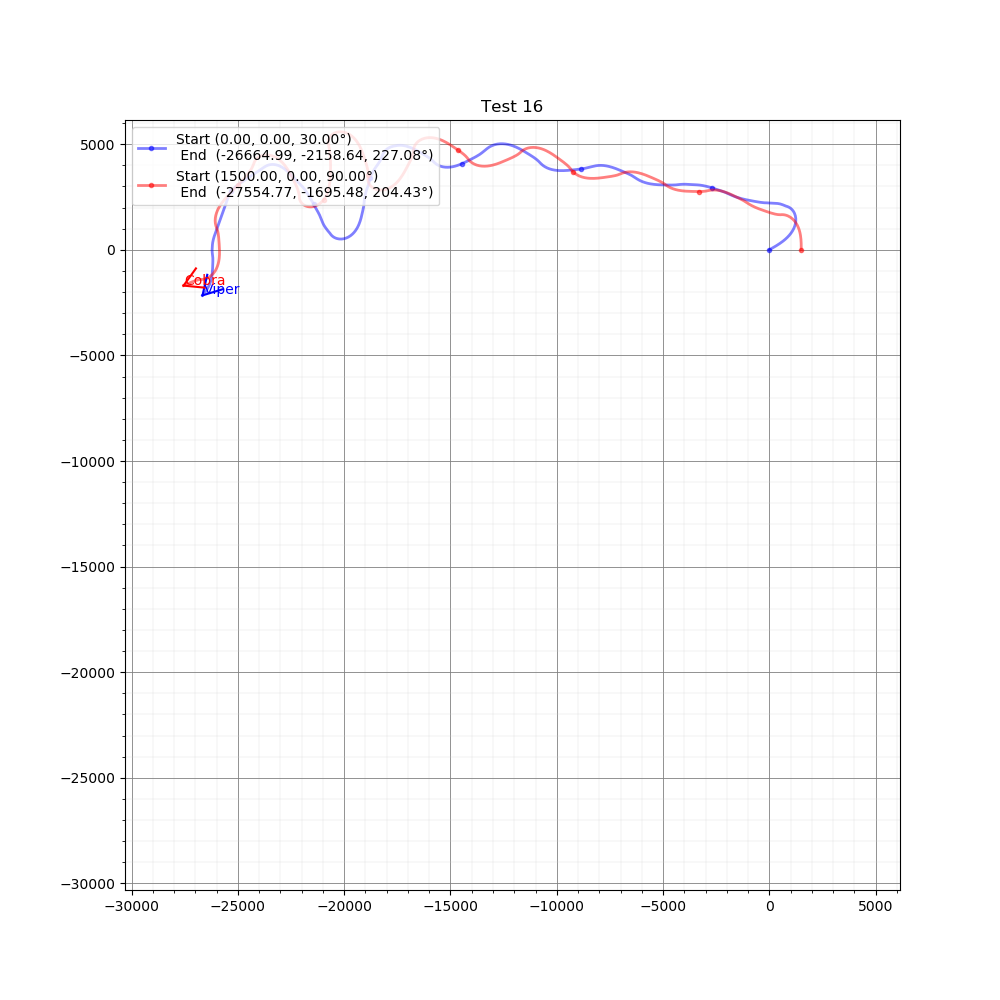 Test 16
Start (0.00, 0.00, 30.00°)
End (-26664.99, -2158.64, 227.08°)
Start (1500.00, 0.00, 90.00°)
End (-27554.77, -1695.48, 204.43°)
5000
0
−5000
−10000
−15000
−20000
−25000
−30000
Cobra
Viper
−30000 −25000 −20000 −15000 −10000 −5000 0 5000